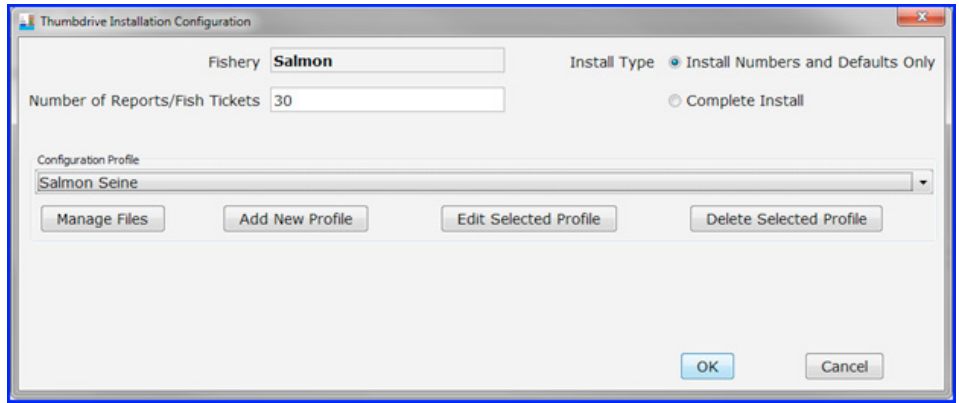 Thumbdrive Installation Configuration
Fishery Salmon Install Type Install Numbers and Defaults Only
Number of Reports/Fish Tickets 30 Complete Install
Configuration Profile
Salmon Seine
Manage Files Add New Profile Edit Selected Profile Delete Selected Profile
OK Cancel